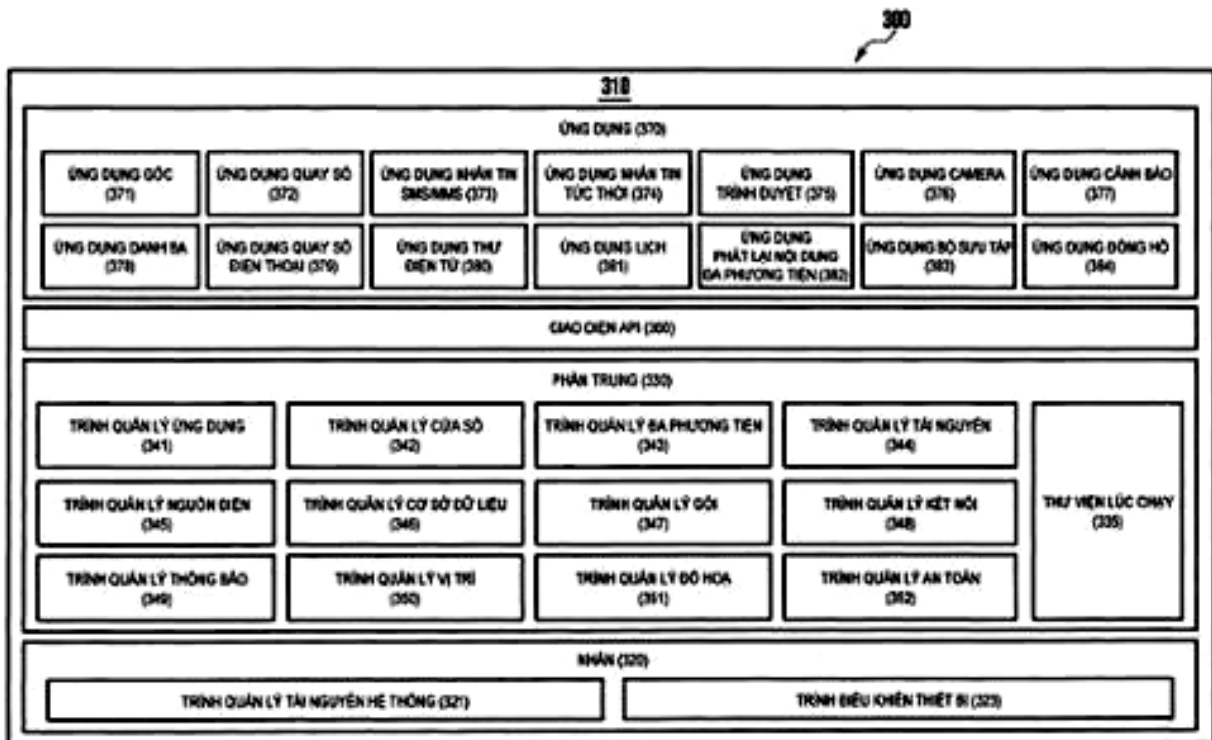 300
310
ỨNG DỤNG (370)
ỨNG DỤNG GỐC
(371)
ỨNG DỤNG QUAY SỐ
(372)
ỨNG DỤNG NHẮN TIN
SMS/MMS (373)
ỨNG DỤNG NHẮN TIN
TỨC THỜI (374)
ỨNG DỤNG
TRÌNH DUYỆT (375)
ỨNG DỤNG CAMERA
(376)
ỨNG DỤNG CẢNH BÁO
(377)
ỨNG DỤNG DANH BẠ
(378)
ỨNG DỤNG QUAY SỐ
ĐIỆN THOẠI (379)
ỨNG DỤNG THƯ
ĐIỆN TỬ (380)
ỨNG DỤNG LỊCH
(381)
ỨNG DỤNG
PHÁT LẠI NỘI DUNG
ĐA PHƯƠNG TIỆN (382)
ỨNG DỤNG BỘ SƯU TẬP
(383)
ỨNG DỤNG ĐỒNG HỒ
(384)
GIAO DIỆN API (360)
PHẦN TRUNG (330)
TRÌNH QUẢN LÝ ỨNG DỤNG
(341)
TRÌNH QUẢN LÝ CỬA SỔ
(342)
TRÌNH QUẢN LÝ ĐA PHƯƠNG TIỆN
(343)
TRÌNH QUẢN LÝ TÀI NGUYÊN
(344)
TRÌNH QUẢN LÝ NGUỒN ĐIỆN
(345)
TRÌNH QUẢN LÝ CƠ SỞ DỮ LIỆU
(346)
TRÌNH QUẢN LÝ GÓI
(347)
TRÌNH QUẢN LÝ KẾT NỐI
(348)
TRÌNH QUẢN LÝ THÔNG BÁO
(349)
TRÌNH QUẢN LÝ VỊ TRÍ
(350)
TRÌNH QUẢN LÝ ĐỒ HỌA
(351)
TRÌNH QUẢN LÝ AN TOÀN
(352)
THƯ VIỆN LÚC CHẠY
(335)
NHÂN (320)
TRÌNH QUẢN LÝ TÀI NGUYÊN HỆ THỐNG (321)
TRÌNH ĐIỀU KHIỂN THIẾT BỊ (323)